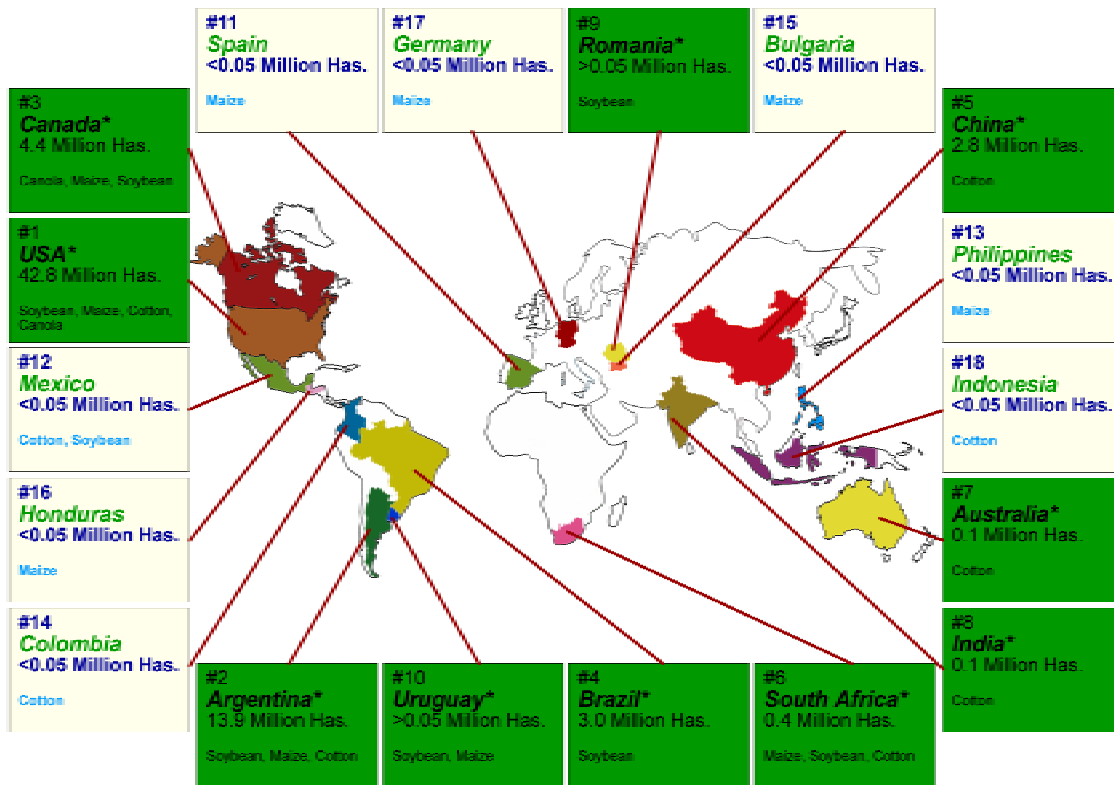 #11
Spain
<0.05 Million Has.
Maize
#17
Germany
<0.05 Million Has.
Maize
#9
Romania*
>0.05 Million Has.
Soybean
#15
Bulgaria
<0.05 Million Has.
Maize
#3
Canada*
4.4 Million Has.
Canola, Maize, Soybean
#5
China*
2.8 Million Has.
Cotton
#1
USA*
42.8 Million Has.
Soybean, Maize, Cotton,
Canola
#13
Philippines
<0.05 Million Has.
Maize
#12
Mexico
<0.05 Million Has.
Cotton, Soybean
#18
Indonesia
<0.05 Million Has.
Cotton
#16
Honduras
<0.05 Million Has.
Maize
#7
Australia*
0.1 Million Has.
Cotton
#14
Colombia
<0.05 Million Has.
Cotton
#8
India*
0.1 Million Has.
Cotton
#2
Argentina*
13.9 Million Has.
Soybean, Maize, Cotton
#10
Uruguay*
>0.05 Million Has.
Soybean, Maize
#4
Brazil*
3.0 Million Has.
Soybean
#6
South Africa*
0.4 Million Has.
Maize, Soybean, Cotton